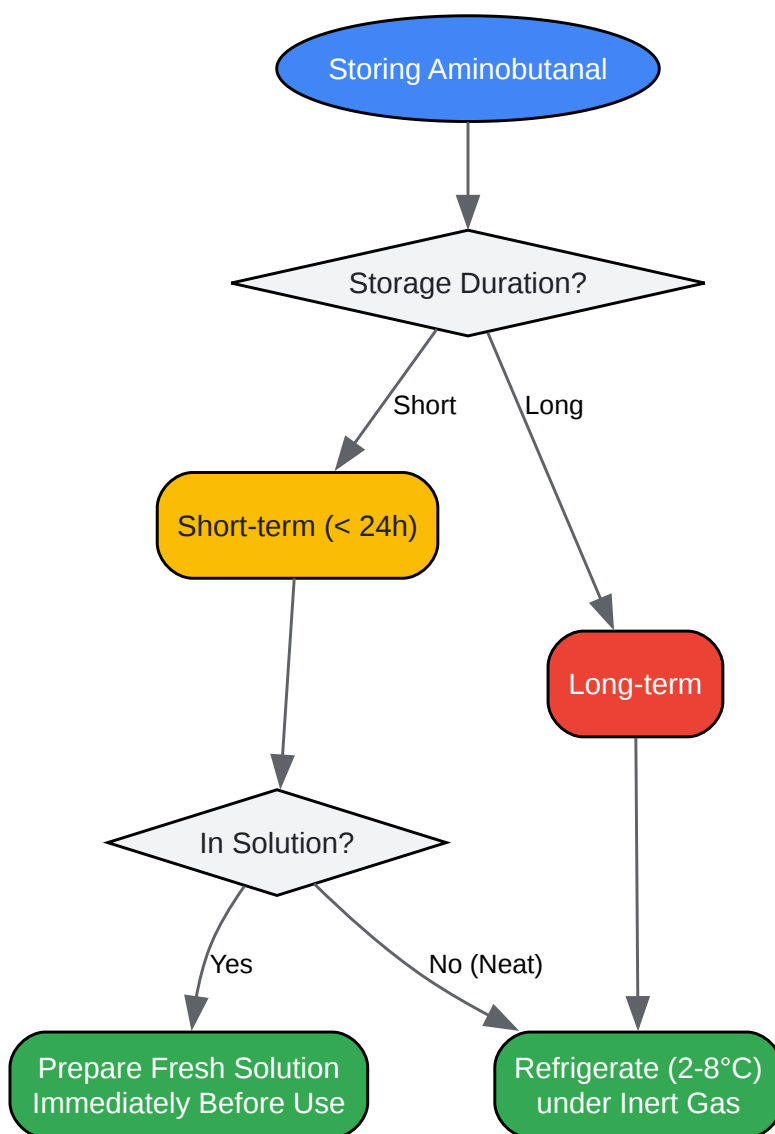 Storing Aminobutanal
Storage Duration?
Short
Long
Short-term (< 24h)
Long-term
In Solution?
Yes
No (Neat)
Prepare Fresh Solution
Immediately Before Use
Refrigerate (2-8°C)
under Inert Gas